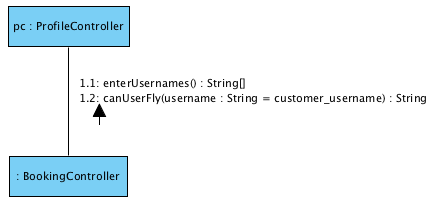 pc : ProfileController
1.1: enterUsernames() : String[]
1.2: canUserFly(username : String = customer_username) : String
: BookingController